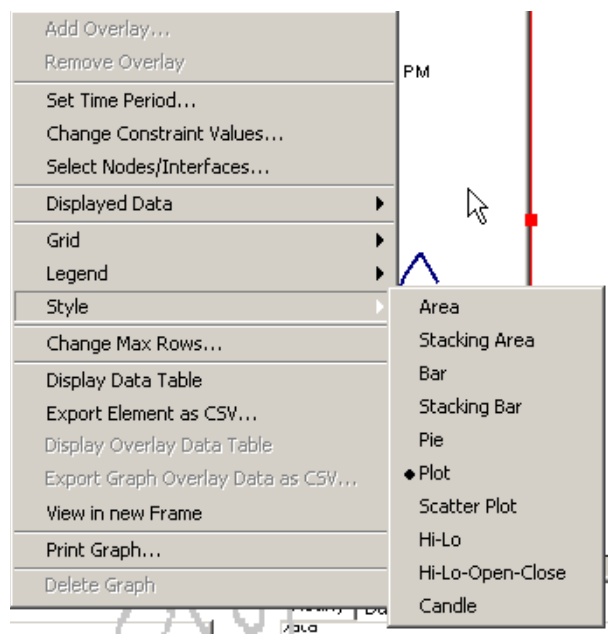 Add Overlay...
Remove Overlay
PM
Set Time Period...
Change Constraint Values...
Select Nodes/Interfaces...
Displayed Data
Grid
Legend
Style
Change Max Rows...
Display Data Table
Export Element as CSV...
Display Overlay Data Table
Export Graph Overlay Data as CSV...
View in new Frame
Print Graph...
Delete Graph
Area
Stacking Area
Bar
Stacking Bar
Pie
Plot
Scatter Plot
Hi-Lo
Hi-Lo-Open-Close
Candle